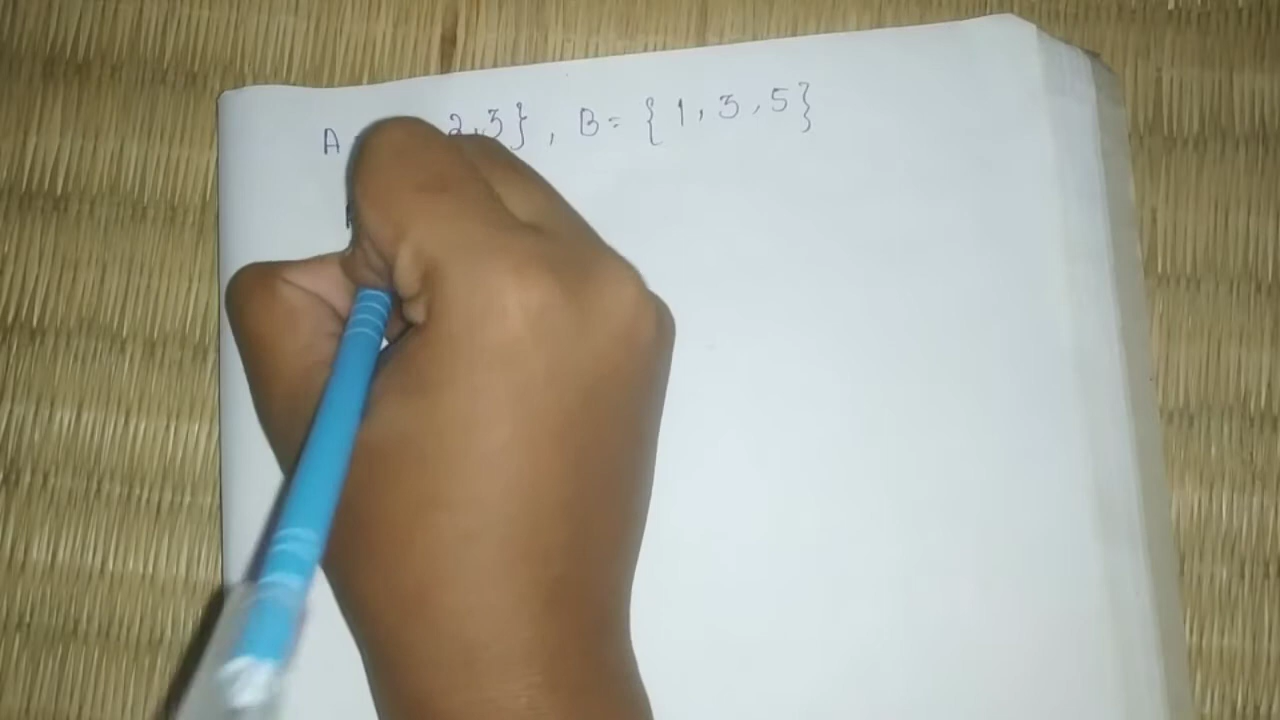 A = 2,3} , B = { 1, 3, 5}